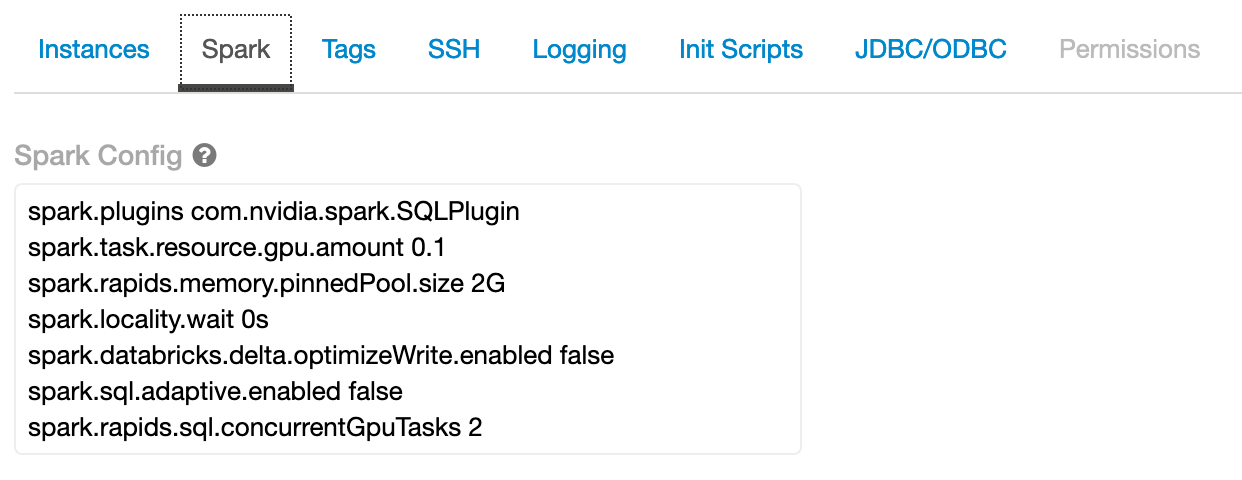 Instances Spark Tags SSH Logging Init Scripts JDBC/ODBC Permissions
Spark Config ?
spark.plugins com.nvidia.spark.SQLPlugin
spark.task.resource.gpu.amount 0.1
spark.rapids.memory.pinnedPool.size 2G
spark.locality.wait 0s
spark.databricks.delta.optimizeWrite.enabled false
spark.sql.adaptive.enabled false
spark.rapids.sql.concurrentGpuTasks 2